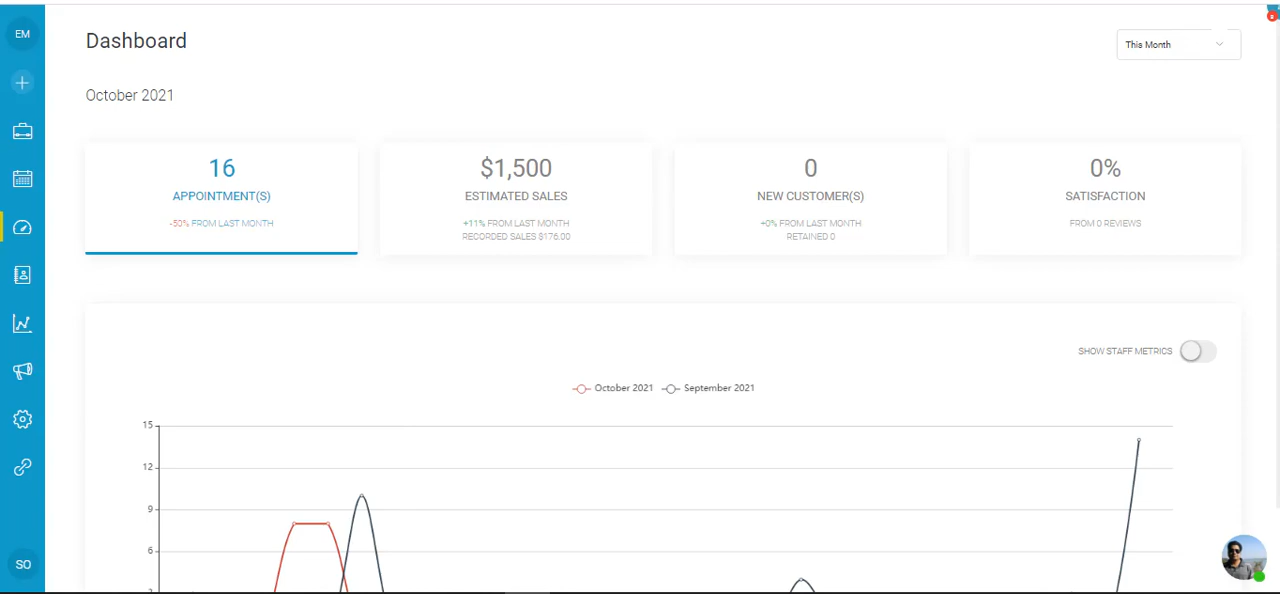 EM
Dashboard
This Month
October 2021
16
APPOINTMENT(S)
-50% FROM LAST MONTH
$1,500
ESTIMATED SALES
+11% FROM LAST MONTH
RECORDED SALES $176.00
0
NEW CUSTOMER(S)
+0% FROM LAST MONTH
RETAINED 0
0%
SATISFACTION
FROM 0 REVIEWS
SHOW STAFF METRICS
October 2021 September 2021
15
12
9
6
SO